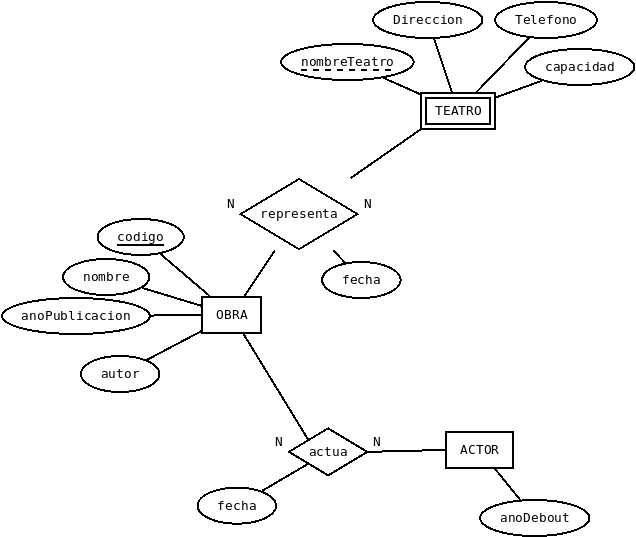 Direccion
Telefono
nombreTeatro
capacidad
TEATRO
N
N
representa
codigo
nombre
fecha
anoPublicacion
OBRA
autor
N
N
actua
ACTOR
fecha
anoDebout